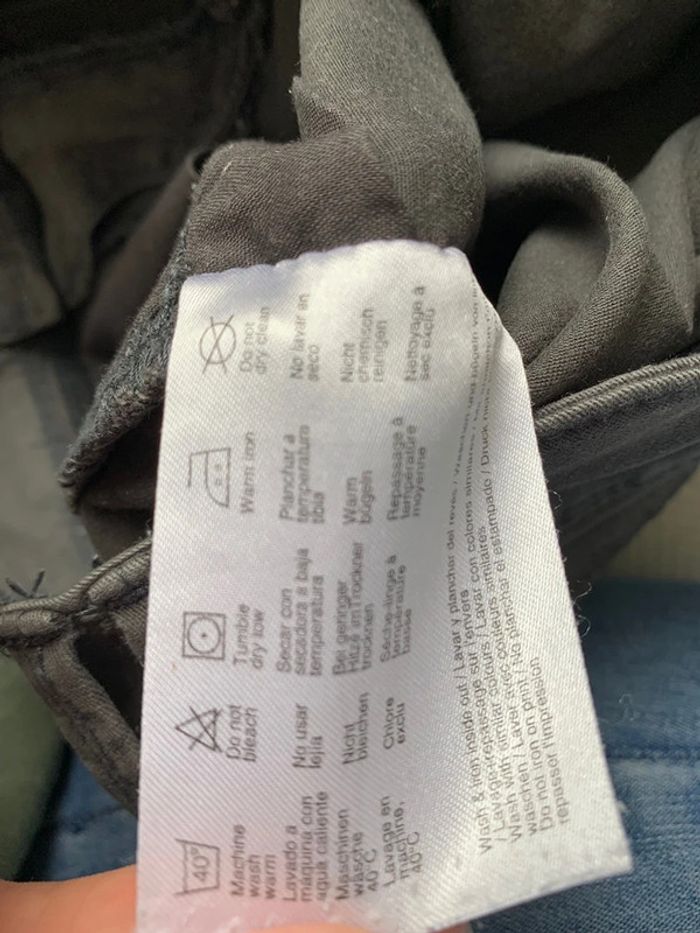 40°
Machine
wash
warm
Lavado a
maquina con
agua caliente
Maschinen
wäsche
40°C
Lavage en
machine,
40°C
Do not
bleach
No usar
lejía
Nicht
bleichen
Chlore
exclu
Tumble
dry low
Secar con
secadora a baja
temperatura
Bei geringer
Hitze im Trockner
trocknen
Sèche-linge à
température
basse
Warm iron
Planchar a
temperatura
tibia
Warm
bügeln
Repassage à
température
moyenne
Do not
dry clean
No lavar en
seco
Nicht
chemisch
reinigen
Nettoyage à
sec exclu
Wash & iron inside out / Lavar y planchar del revés / Waschen und bügeln von
/ Lavage-repassage sur l'envers
Wash with similar colours / Lavar con colores similares /
waschen / Laver avec couleurs similaires
Do not iron on print / No planchar el estampado / Druck
repasser l'impression